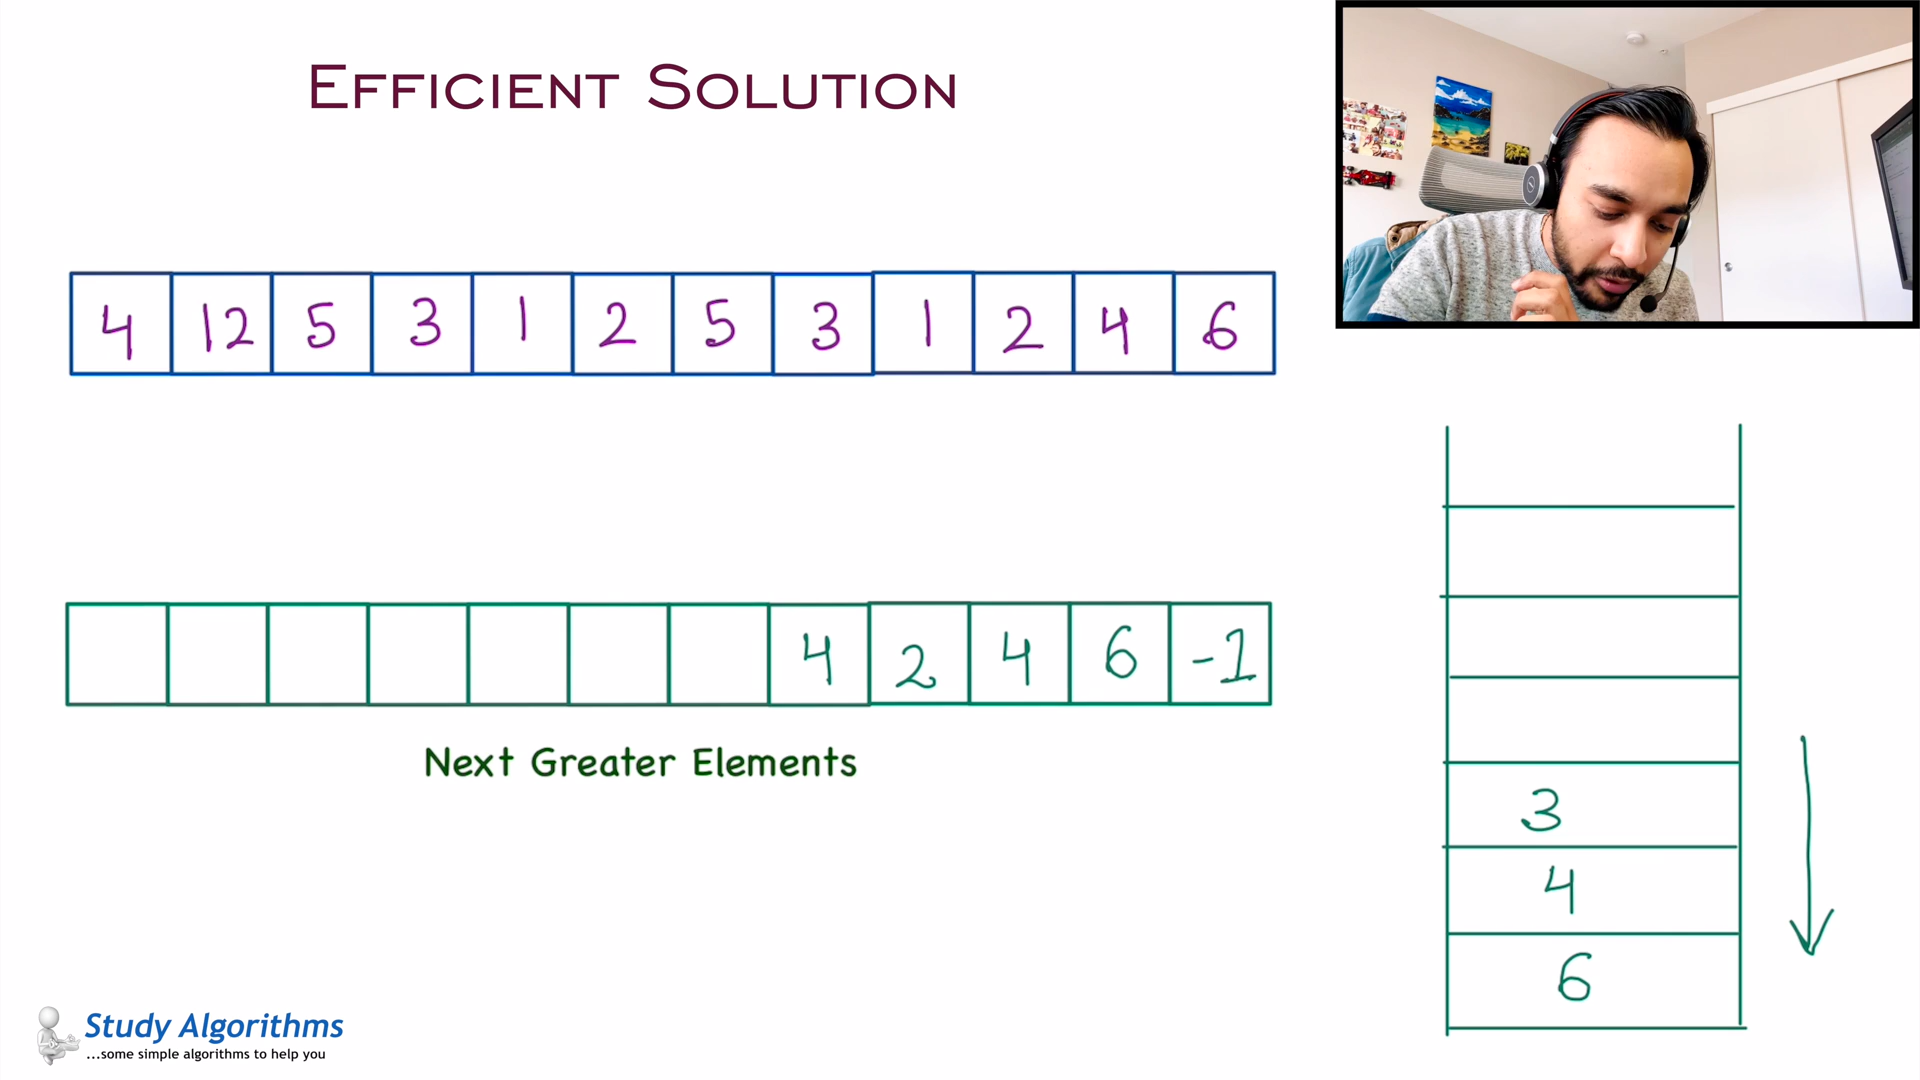 EFFICIENT SOLUTION
4 12 5 3 1 2 5 3 1 2 4 6
4 2 4 6 -1
Next Greater Elements
3
4
6
Study Algorithms
...some simple algorithms to help you